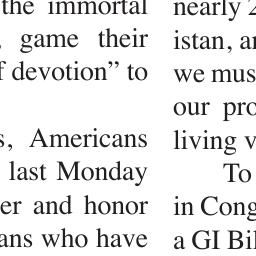 the immortal
, game their
f devotion” to
s, Americans
last Monday
er and honor
ans who have
nearly 2
istan, a
we mus
our pro
living v
To
in Cong
a GI Bil